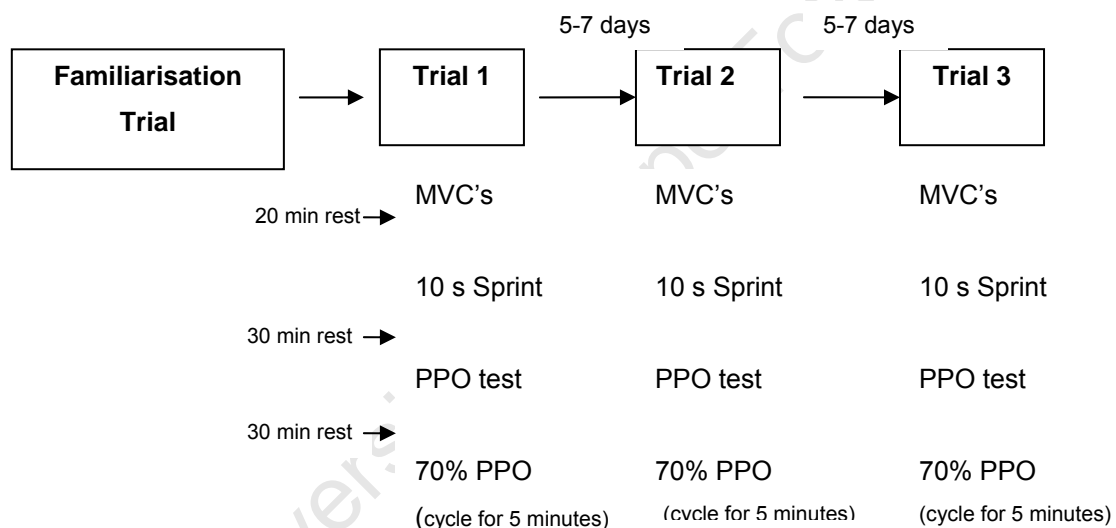 5-7 days 5-7 days
Familiarisation Trial 1 Trial 2 Trial 3
Trial
MVC's MVC's MVC's
20 min rest
10 s Sprint 10 s Sprint 10 s Sprint
30 min rest
PPO test PPO test PPO test
30 min rest
70% PPO 70% PPO 70% PPO
(cycle for 5 minutes) (cycle for 5 minutes) (cycle for 5 minutes)